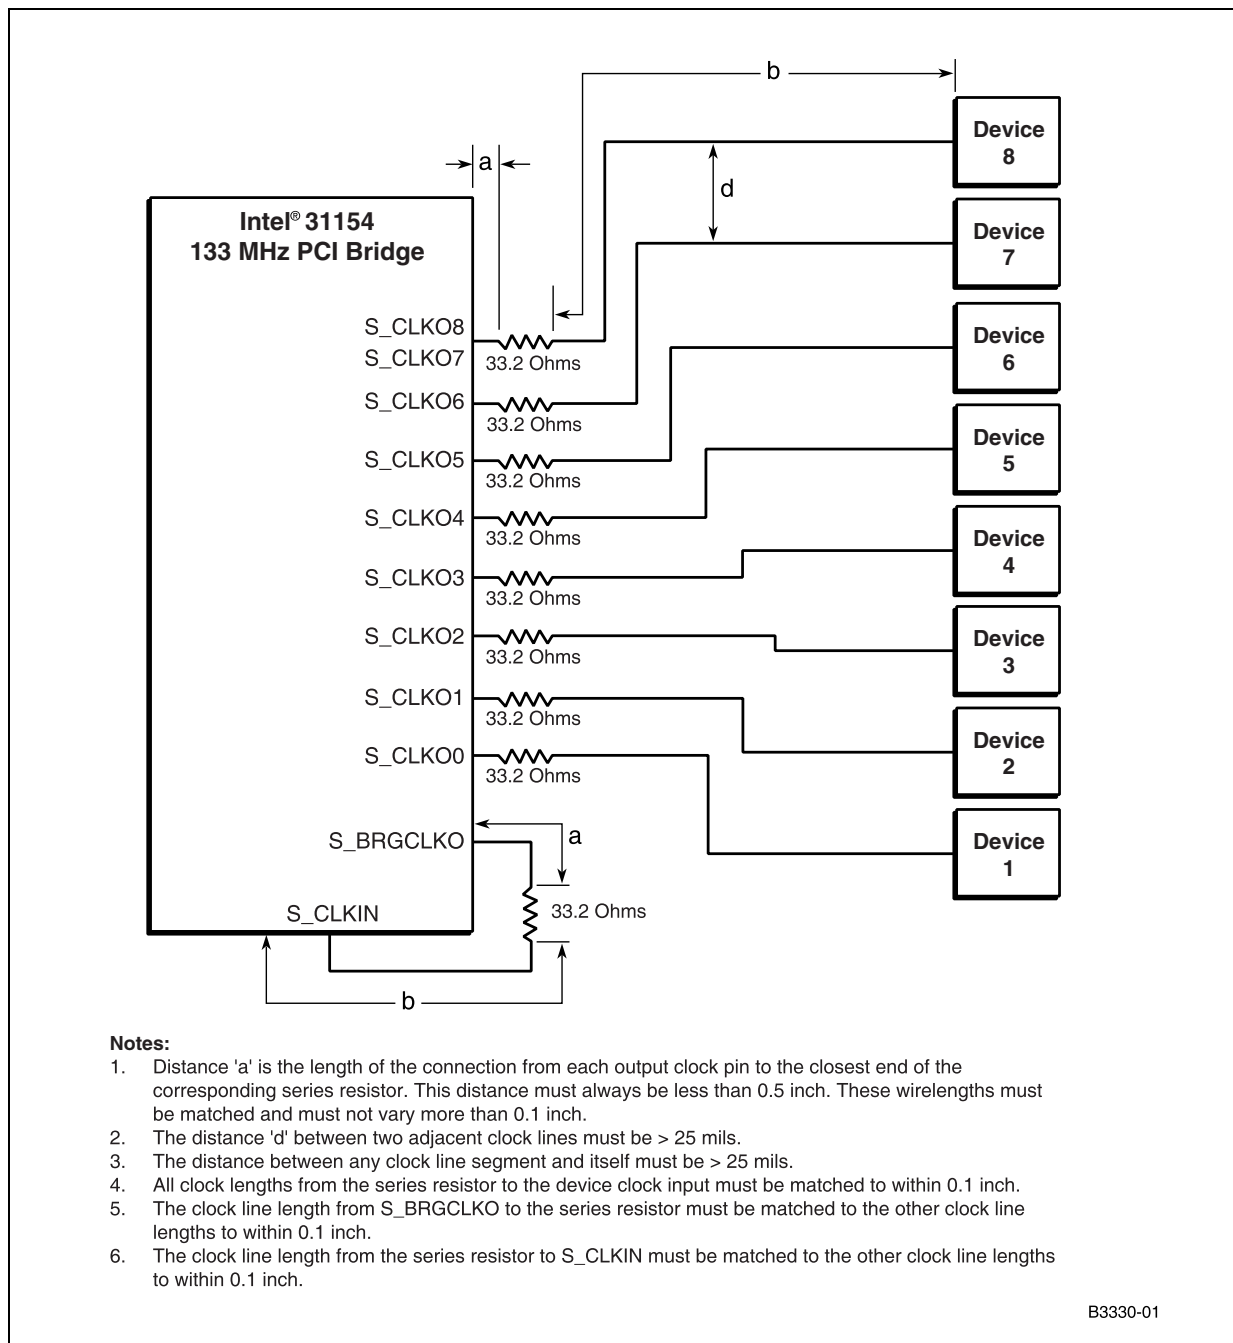 b
Device
8
a
d
Intel® 31154
133 MHz PCI Bridge
Device
7
S_CLKO8
S_CLKO7
33.2 Ohms
Device
6
S_CLKO6
33.2 Ohms
Device
5
S_CLKO5
33.2 Ohms
S_CLKO4
33.2 Ohms
Device
4
S_CLKO3
33.2 Ohms
S_CLKO2
33.2 Ohms
Device
3
S_CLKO1
33.2 Ohms
Device
2
S_CLKO0
33.2 Ohms
S_BRGCLKO
a
Device
1
33.2 Ohms
S_CLKIN
b
Notes:
1. Distance 'a' is the length of the connection from each output clock pin to the closest end of the
corresponding series resistor. This distance must always be less than 0.5 inch. These wirelengths must
be matched and must not vary more than 0.1 inch.
2. The distance 'd' between two adjacent clock lines must be > 25 mils.
3. The distance between any clock line segment and itself must be > 25 mils.
4. All clock lengths from the series resistor to the device clock input must be matched to within 0.1 inch.
5. The clock line length from S_BRGCLKO to the series resistor must be matched to the other clock line
lengths to within 0.1 inch.
6. The clock line length from the series resistor to S_CLKIN must be matched to the other clock line lengths
to within 0.1 inch.
B3330-01